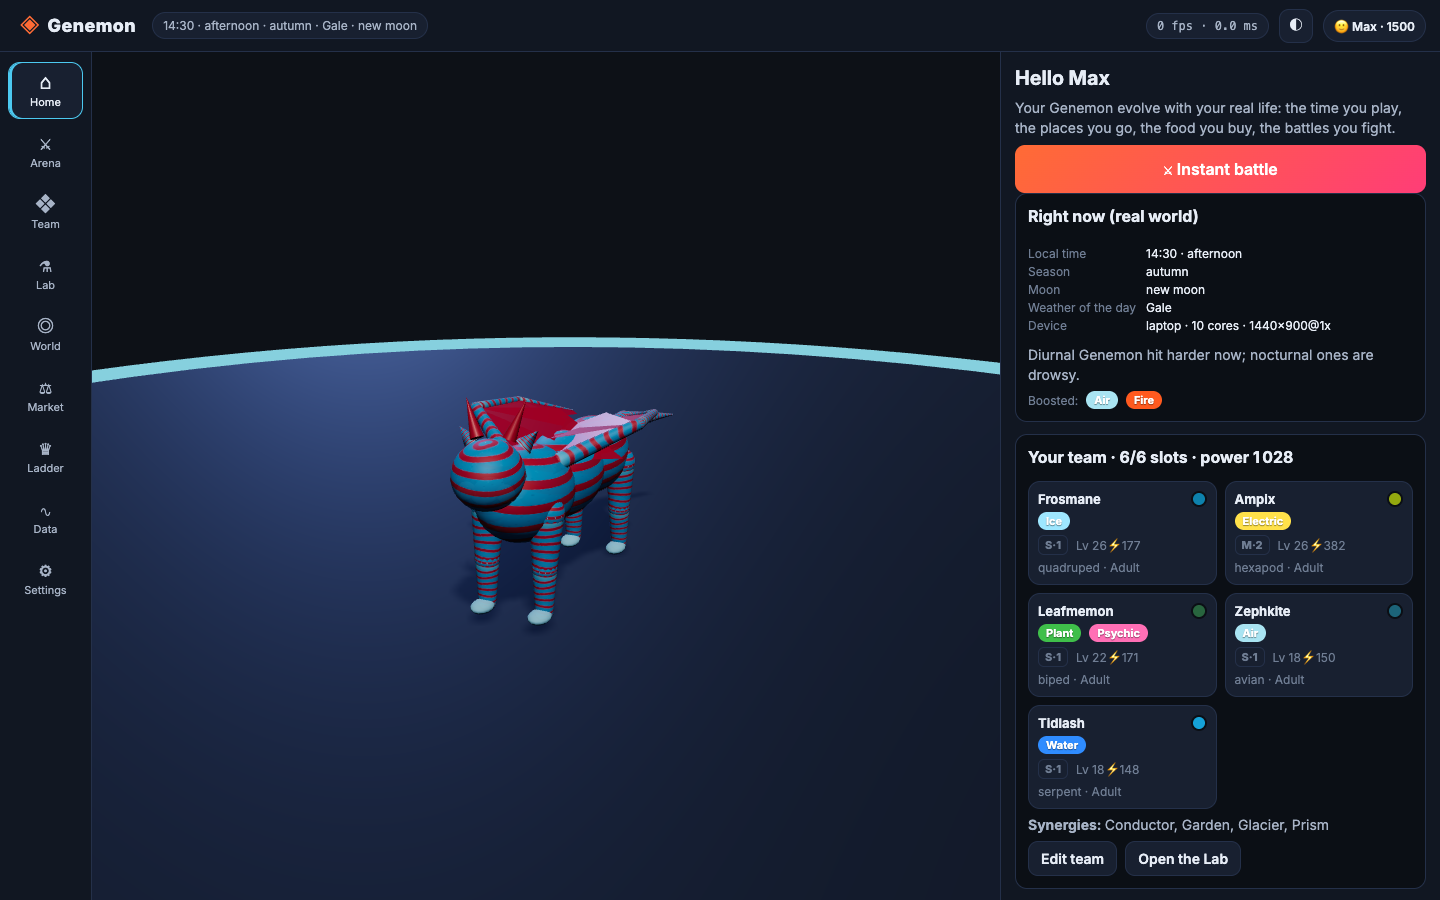 Genemon
14:30 · afternoon · autumn · Gale · new moon
0 fps · 0.0 ms
Max · 1500
Home
Arena
Team
Lab
World
Market
Ladder
Data
Settings
Hello Max
Your Genemon evolve with your real life: the time you play,
the places you go, the food you buy, the battles you fight.
Instant battle
Right now (real world)
Local time 14:30 · afternoon
Season autumn
Moon new moon
Weather of the day Gale
Device laptop · 10 cores · 1440×900@1x
Diurnal Genemon hit harder now; nocturnal ones are
drowsy.
Boosted: Air Fire
Your team · 6/6 slots · power 1028
Frosmane
Ice
S·1 Lv 26⚡177
quadruped · Adult
Ampix
Electric
M·2 Lv 26⚡382
hexapod · Adult
Leafmemon
Plant Psychic
S·1 Lv 22⚡171
biped · Adult
Zephkite
Air
S·1 Lv 18⚡150
avian · Adult
Tidlash
Water
S·1 Lv 18⚡148
serpent · Adult
Synergies: Conductor, Garden, Glacier, Prism
Edit team Open the Lab